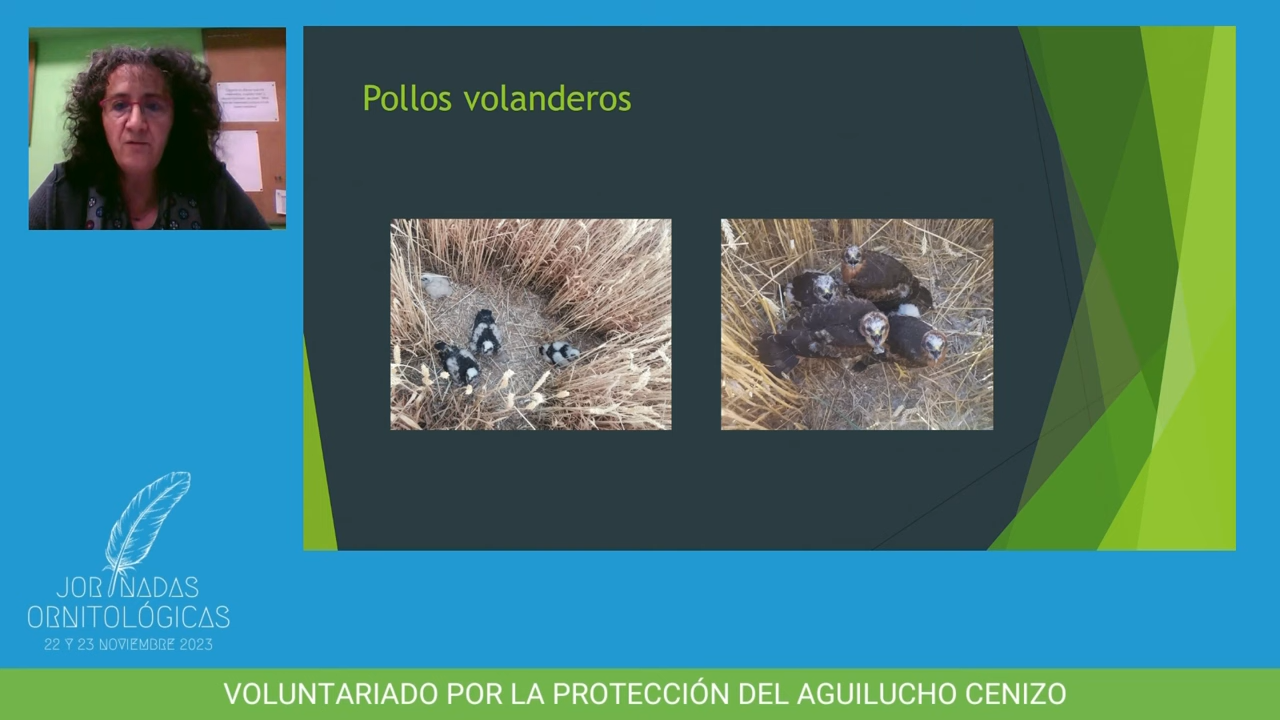 Pollos volanderos
JORNADAS
ORNITOLÓGICAS
22 Y 23 NOVIEMBRE 2023
VOLUNTARIADO POR LA PROTECCIÓN DEL AGUILUCHO CENIZO